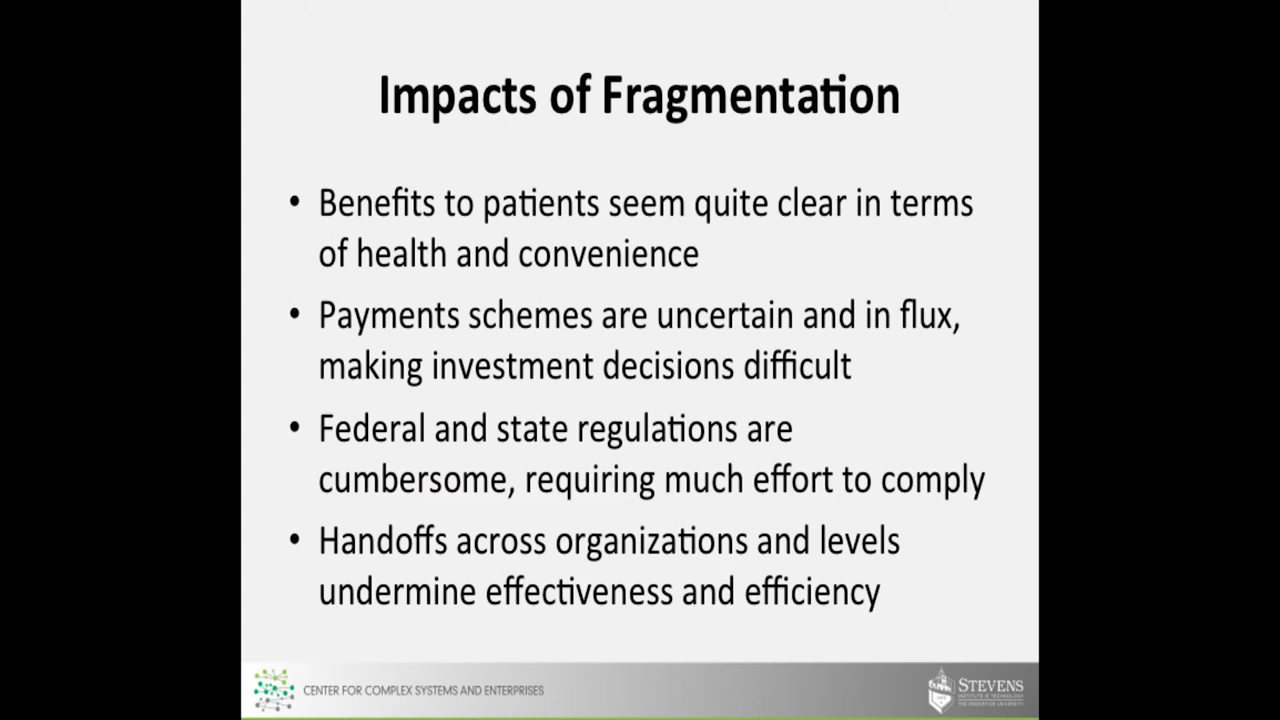 Impacts of Fragmentation
• Benefits to patients seem quite clear in terms
of health and convenience
• Payments schemes are uncertain and in flux,
making investment decisions difficult
• Federal and state regulations are
cumbersome, requiring much effort to comply
• Handoffs across organizations and levels
undermine effectiveness and efficiency
CENTER FOR COMPLEX SYSTEMS AND ENTERPRISES
STEVENS
INSTITUTE OF TECHNOLOGY
THE INNOVATION UNIVERSITY